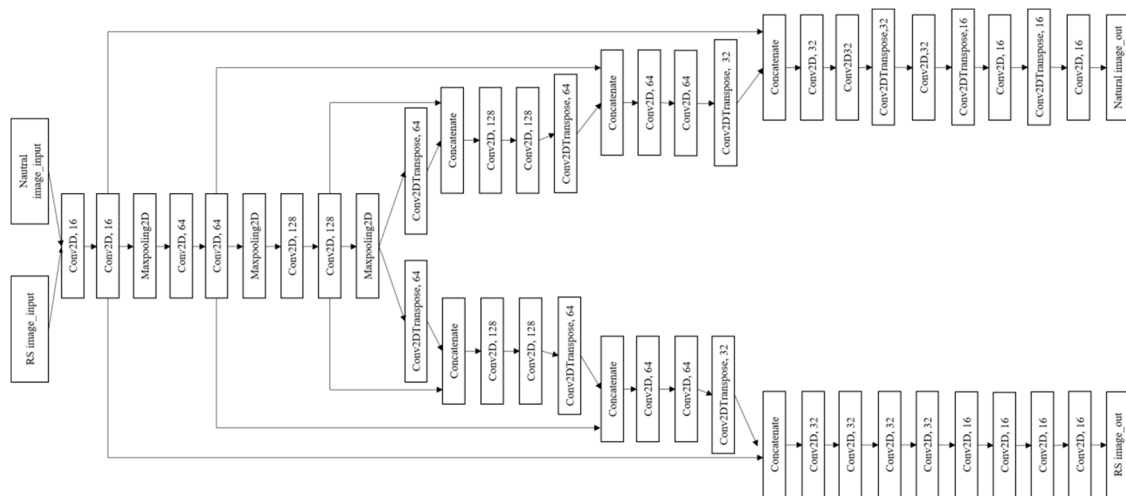 Nautral
image_input
RS image_input
Conv2D, 16
Conv2D, 16
Maxpooling2D
Conv2D, 64
Conv2D, 64
Maxpooling2D
Conv2D, 128
Conv2D, 128
Maxpooling2D
Conv2DTranspose, 64
Concatenate
Conv2D, 128
Conv2D, 128
Conv2DTranspose, 64
Concatenate
Conv2D, 64
Conv2D, 64
Conv2DTranspose, 32
Concatenate
Conv2D, 32
Conv2D32
Conv2DTranspose,32
Conv2D,32
Conv2DTranspose,16
Conv2D, 16
Conv2DTranspose, 16
Conv2D, 16
Natural image_out
Conv2DTranspose, 64
Concatenate
Conv2D, 128
Conv2D, 128
Conv2DTranspose, 64
Concatenate
Conv2D, 64
Conv2D, 64
Conv2DTranspose, 32
Concatenate
Conv2D, 32
Conv2D, 32
Conv2D, 32
Conv2D, 32
Conv2D, 16
Conv2D, 16
Conv2D, 16
Conv2D, 16
RS image_out